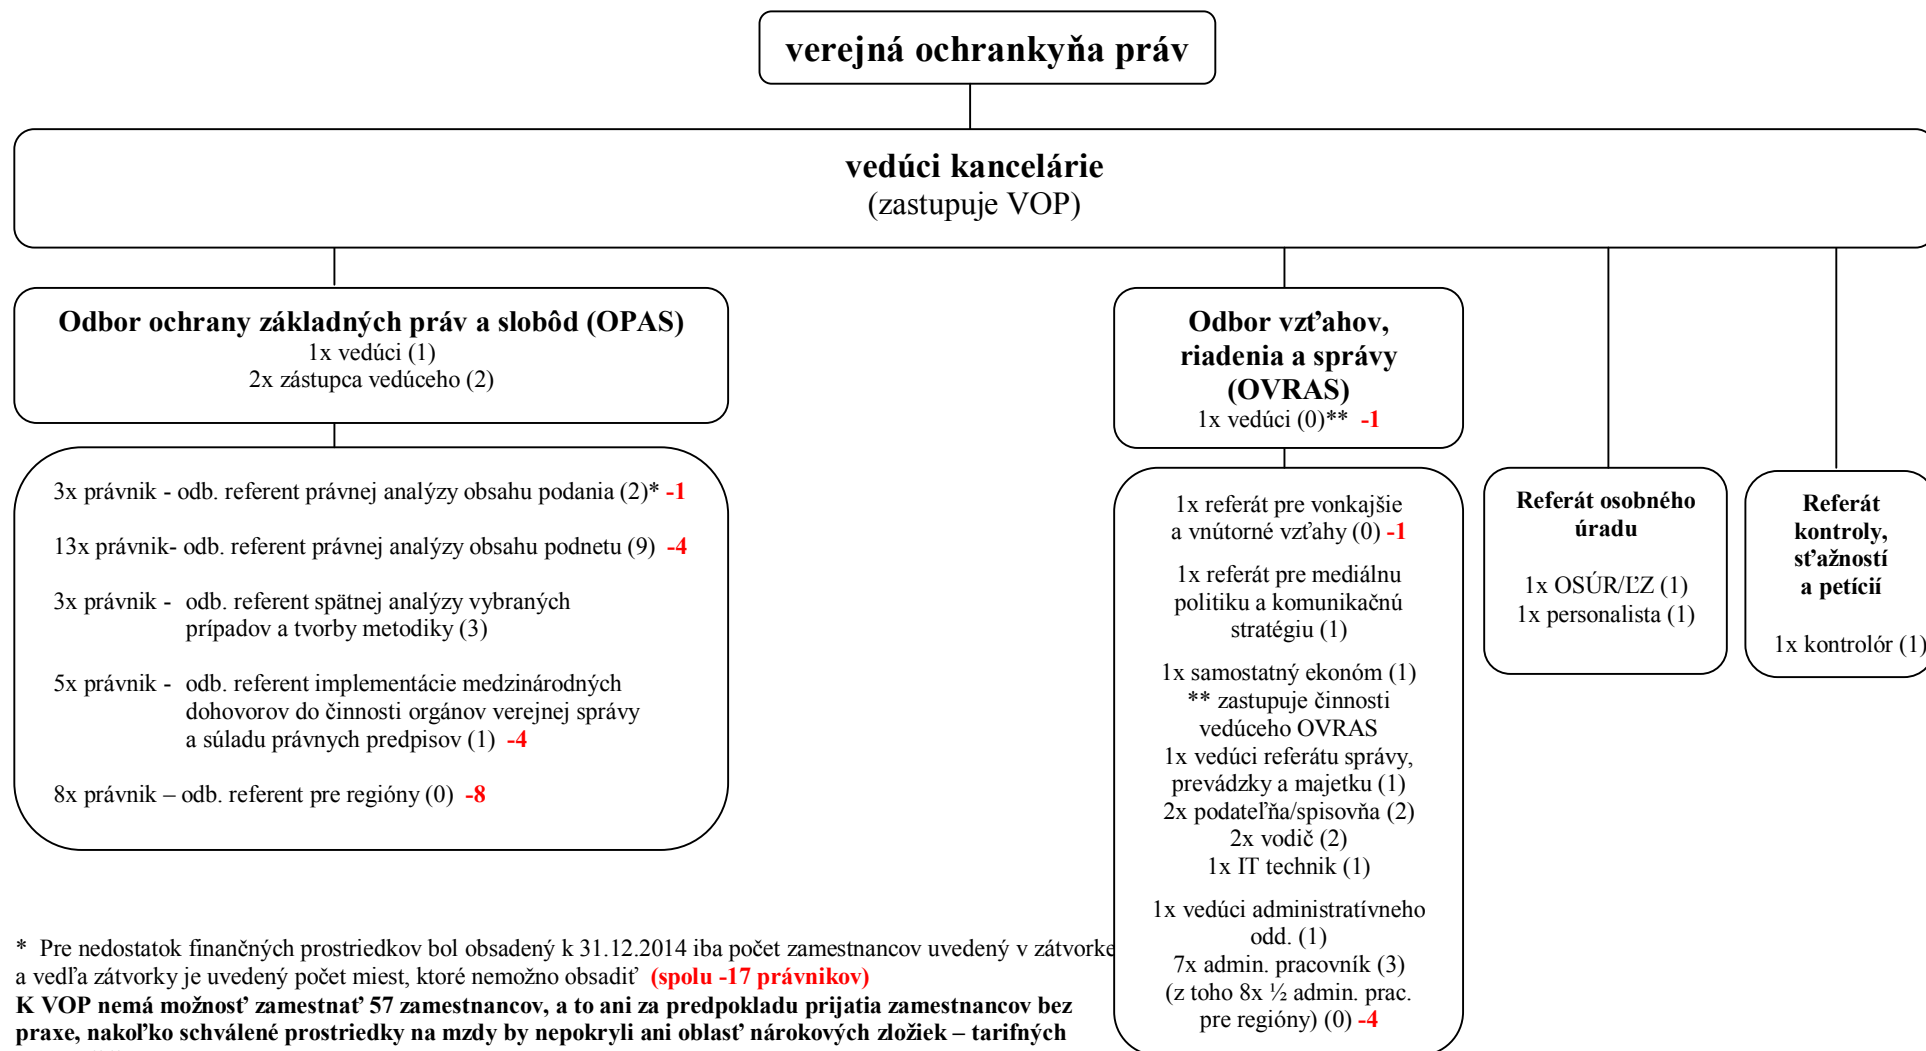 verejná ochrankyňa práv
vedúci kancelárie
(zastupuje VOP)
Odbor ochrany základných práv a slobôd (OPAS)
1x vedúci (1)
2x zástupca vedúceho (2)
3x právnik - odb. referent právnej analýzy obsahu podania (2)* -1
13x právnik- odb. referent právnej analýzy obsahu podnetu (9) -4
3x právnik - odb. referent spätnej analýzy vybraných
prípadov a tvorby metodiky (3)
5x právnik - odb. referent implementácie medzinárodných
dohovorov do činnosti orgánov verejnej správy
a súladu právnych predpisov (1) -4
8x právnik – odb. referent pre regióny (0) -8
Odbor vzťahov,
riadenia a správy
(OVRAS)
1x vedúci (0)** -1
1x referát pre vonkajšie
a vnútorné vzťahy (0) -1
1x referát pre mediálnu
politiku a komunikačnú
stratégiu (1)
1x samostatný ekonóm (1)
** zastupuje činnosti
vedúceho OVRAS
1x vedúci referátu správy,
prevádzky a majetku (1)
2x podateľňa/spisovňa (2)
2x vodič (2)
1x IT technik (1)
1x vedúci administratívneho
odd. (1)
7x admin. pracovník (3)
(z toho 8x ½ admin. prac.
pre regióny) (0) -4
Referát osobného
úradu
1x OSÚR/ĽZ (1)
1x personalista (1)
Referát
kontroly,
sťažností
a petícií
1x kontrolór (1)
* Pre nedostatok finančných prostriedkov bol obsadený k 31.12.2014 iba počet zamestnancov uvedený v zátvorke
a vedľa zátvorky je uvedený počet miest, ktoré nemožno obsadiť (spolu -17 právnikov)
K VOP nemá možnosť zamestnať 57 zamestnancov, a to ani za predpokladu prijatia zamestnancov bez
praxe, nakoľko schválené prostriedky na mzdy by nepokryli ani oblasť nárokových zložiek – tarifných